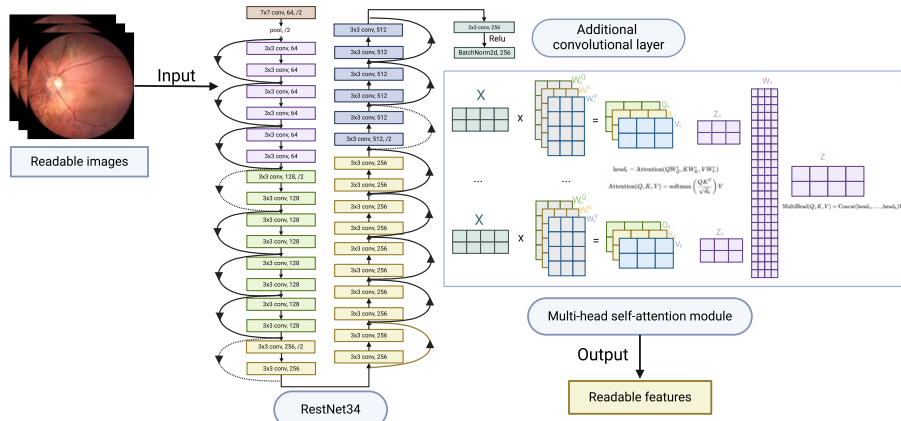 Readable images
Input
7x7 conv, 64, /2
pool, /2
3x3 conv, 64
3x3 conv, 64
3x3 conv, 64
3x3 conv, 64
3x3 conv, 64
3x3 conv, 64
3x3 conv, 128, /2
3x3 conv, 128
3x3 conv, 128
3x3 conv, 128
3x3 conv, 128
3x3 conv, 128
3x3 conv, 128
3x3 conv, 128
3x3 conv, 256, /2
3x3 conv, 256
3x3 conv, 512
3x3 conv, 512
3x3 conv, 512
3x3 conv, 512
3x3 conv, 512
3x3 conv, 512, /2
3x3 conv, 256
3x3 conv, 256
3x3 conv, 256
3x3 conv, 256
3x3 conv, 256
3x3 conv, 256
3x3 conv, 256
3x3 conv, 256
3x3 conv, 256
3x3 conv, 256
RestNet34
3x3 conv, 256
Relu
BatchNorm2d, 256
Additional
convolutional layer
X
x
=
...
...
X
x
=
Z
Attention(Q, K, V) = softmax (QK^T / √d_k) V
Multi-head self-attention module
Output
Readable features